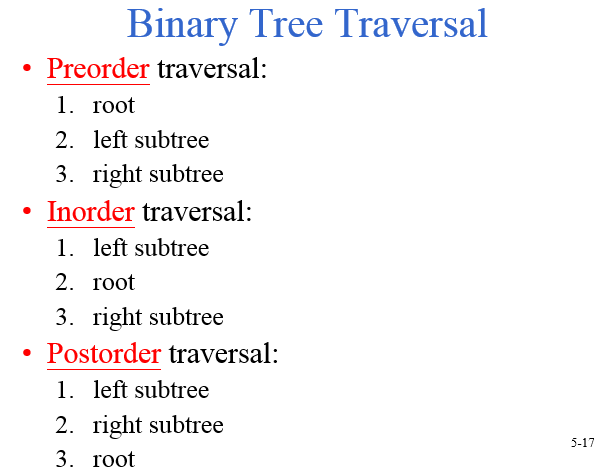 Binary Tree Traversal
• Preorder traversal:
1. root
2. left subtree
3. right subtree
• Inorder traversal:
1. left subtree
2. root
3. right subtree
• Postorder traversal:
1. left subtree
2. right subtree
3. root
5-17